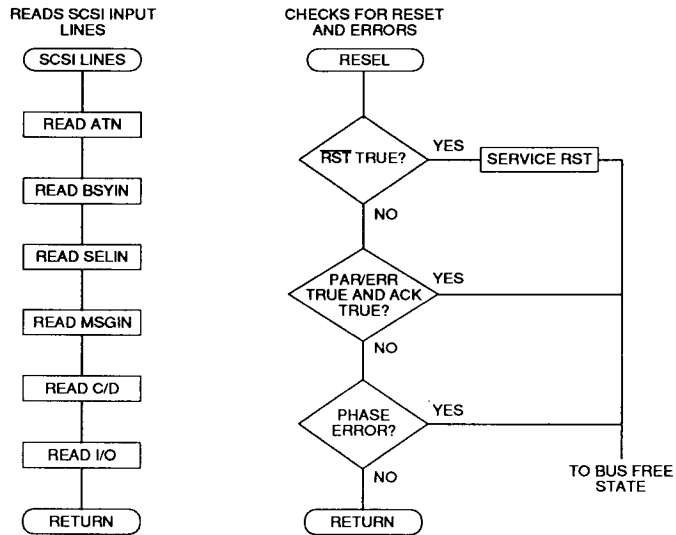 READS SCSI INPUT
LINES
SCSI LINES
READ ATN
READ BSYIN
READ SELIN
READ MSGIN
READ C/D
READ I/O
RETURN
CHECKS FOR RESET
AND ERRORS
RESEL
R̅S̅T̅ TRUE?
YES
SERVICE RST
NO
PAR/ERR
TRUE AND ACK
TRUE?
YES
NO
PHASE
ERROR?
YES
NO
TO BUS FREE
STATE
RETURN